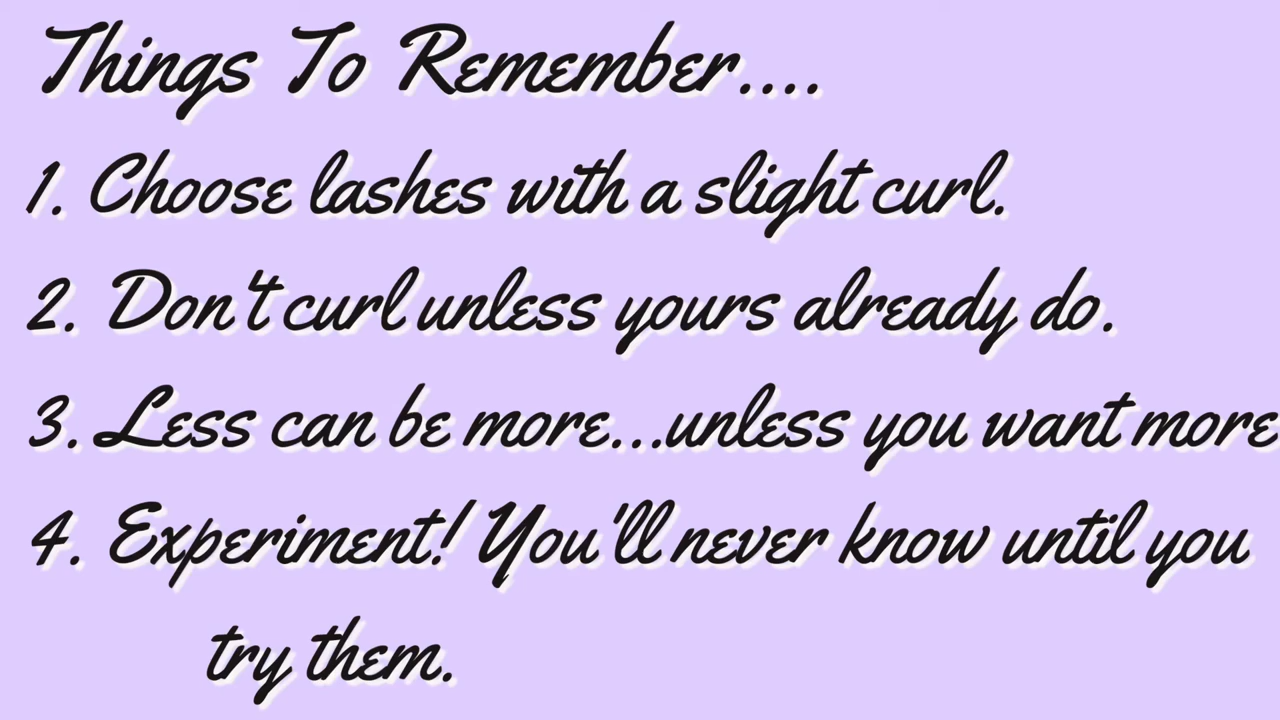 Things To Remember....
1. Choose lashes with a slight curl.
2. Don't curl unless yours already do.
3. Less can be more...unless you want more
4. Experiment! You'll never know until you
try them.